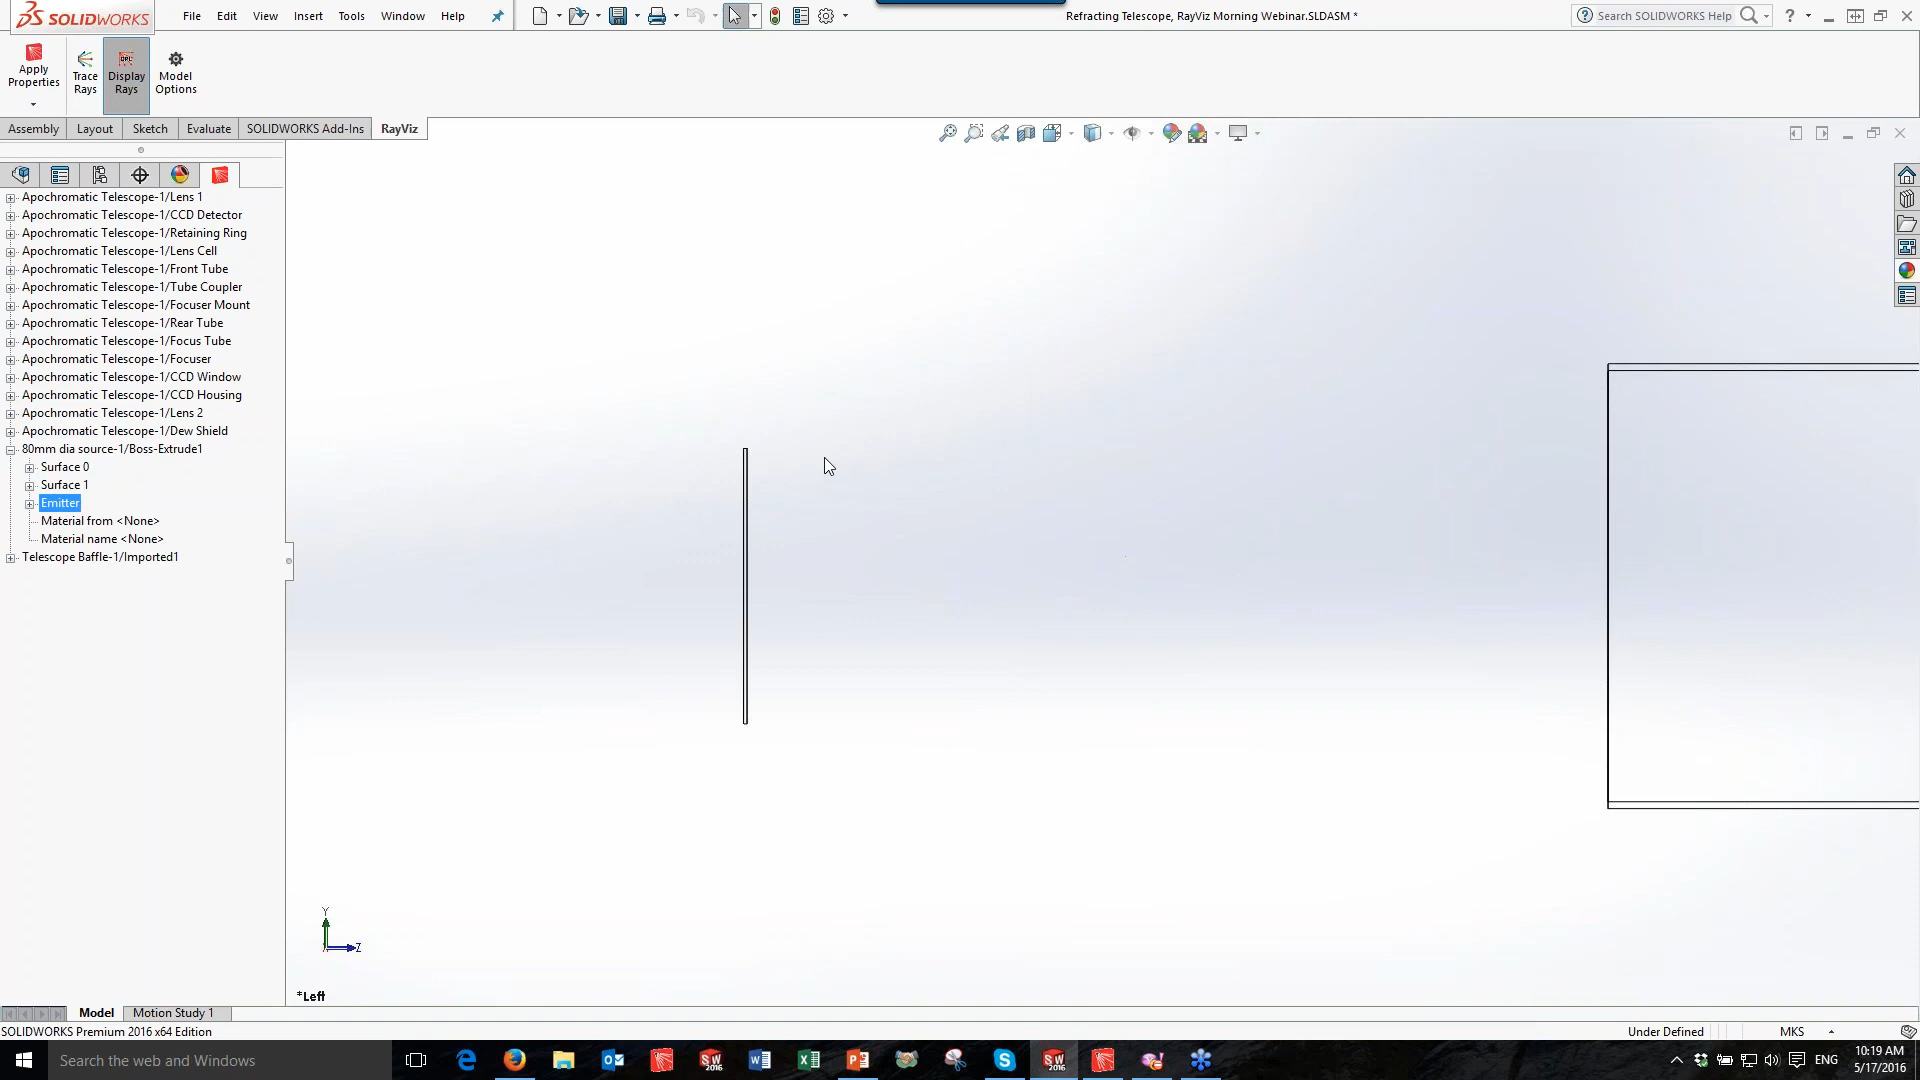 SOLIDWORKS
File Edit View Insert Tools Window Help
Refracting Telescope, RayViz Morning Webinar.SLDASM *
Search SOLIDWORKS Help
Apply Properties
Trace Rays
Display Rays
Model Options
Assembly Layout Sketch Evaluate SOLIDWORKS Add-Ins RayViz
Apochromatic Telescope-1/Lens 1
Apochromatic Telescope-1/CCD Detector
Apochromatic Telescope-1/Retaining Ring
Apochromatic Telescope-1/Lens Cell
Apochromatic Telescope-1/Front Tube
Apochromatic Telescope-1/Tube Coupler
Apochromatic Telescope-1/Focuser Mount
Apochromatic Telescope-1/Rear Tube
Apochromatic Telescope-1/Focus Tube
Apochromatic Telescope-1/Focuser
Apochromatic Telescope-1/CCD Window
Apochromatic Telescope-1/CCD Housing
Apochromatic Telescope-1/Lens 2
Apochromatic Telescope-1/Dew Shield
80mm dia source-1/Boss-Extrude1
Surface 0
Surface 1
Emitter
Material from <None>
Material name <None>
Telescope Baffle-1/Imported1
Y
Z
*Left
Model Motion Study 1
SOLIDWORKS Premium 2016 x64 Edition
Under Defined
MKS
Search the web and Windows
SW 2016
SW 2016
ENG
10:19 AM
5/17/2016